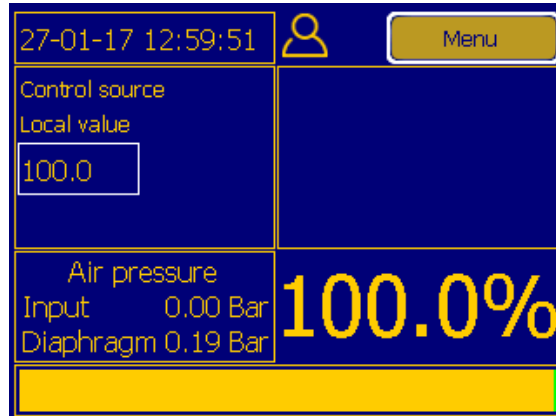 27-01-17 12:59:51
Menu
Control source
Local value
100.0
Air pressure
Input 0.00 Bar
Diaphragm 0.19 Bar
100.0%